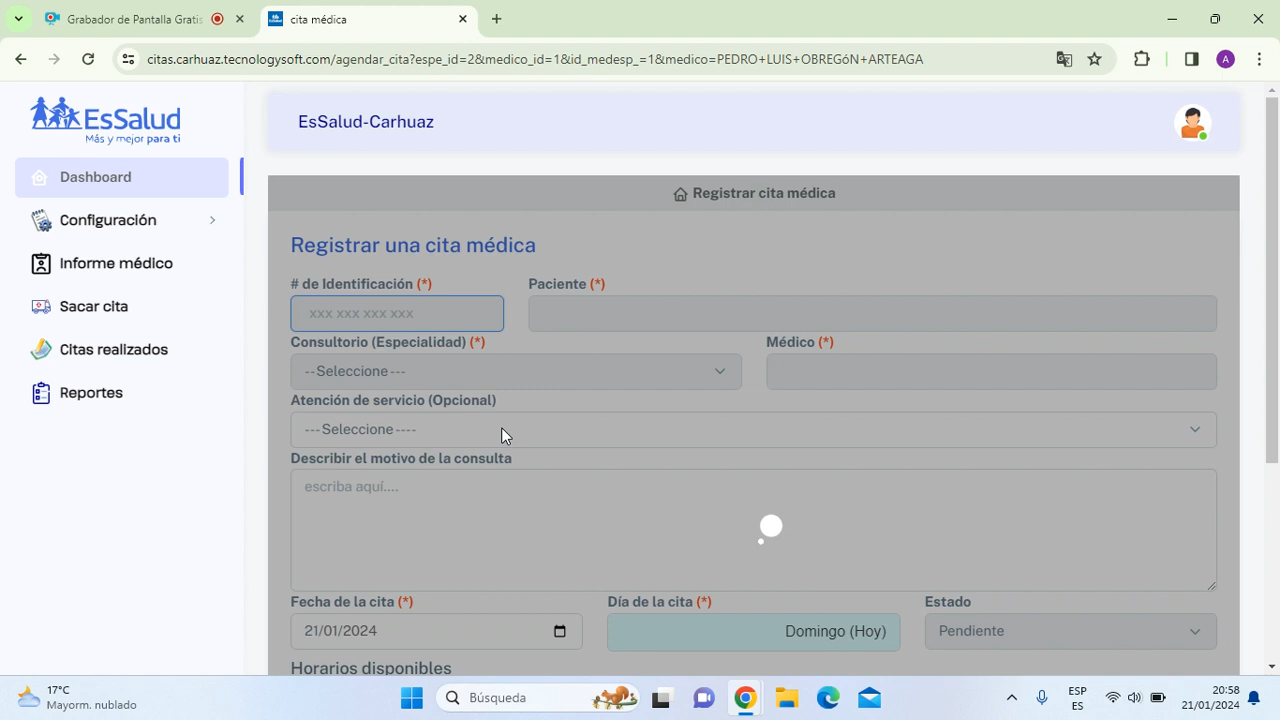 Grabador de Pantalla Gratis
cita médica
citas.carhuaz.tecnologysoft.com/agendar_cita?espe_id=2&medico_id=1&id_medesp_=1&medico=PEDRO+LUIS+OBREGóN+ARTEAGA
A
EsSalud
Más y mejor para ti
EsSalud-Carhuaz
Dashboard
Configuración
Informe médico
Sacar cita
Citas realizados
Reportes
Registrar cita médica
Registrar una cita médica
# de Identificación (*)
Paciente (*)
xxx xxx xxx xxx
Consultorio (Especialidad) (*)
Médico (*)
--Seleccione---
Atención de servicio (Opcional)
---Seleccione----
Describir el motivo de la consulta
escriba aquí....
Fecha de la cita (*)
Día de la cita (*)
Estado
21/01/2024
Domingo (Hoy)
Pendiente
Horarios disponibles
17°C
Mayorm. nublado
Búsqueda
ESP
ES
20:58
21/01/2024